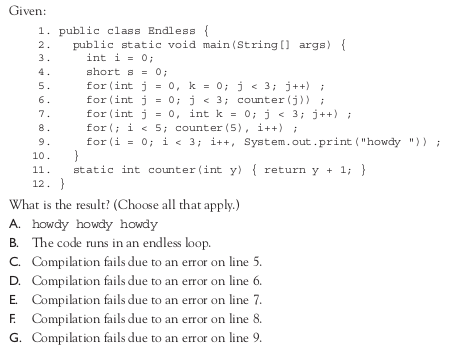 Given:
1. public class Endless {
2.   public static void main(String[] args) {
3.     int i = 0;
4.     short s = 0;
5.     for(int j = 0, k = 0; j < 3; j++) ;
6.     for(int j = 0; j < 3; counter(j)) ;
7.     for(int j = 0, int k = 0; j < 3; j++) ;
8.     for(; i < 5; counter(5), i++) ;
9.     for(i = 0; i < 3; i++, System.out.print("howdy ")) ;
10.   }
11.   static int counter(int y) { return y + 1; }
12. }
What is the result? (Choose all that apply.)
A. howdy howdy howdy
B. The code runs in an endless loop.
C. Compilation fails due to an error on line 5.
D. Compilation fails due to an error on line 6.
E. Compilation fails due to an error on line 7.
F. Compilation fails due to an error on line 8.
G. Compilation fails due to an error on line 9.